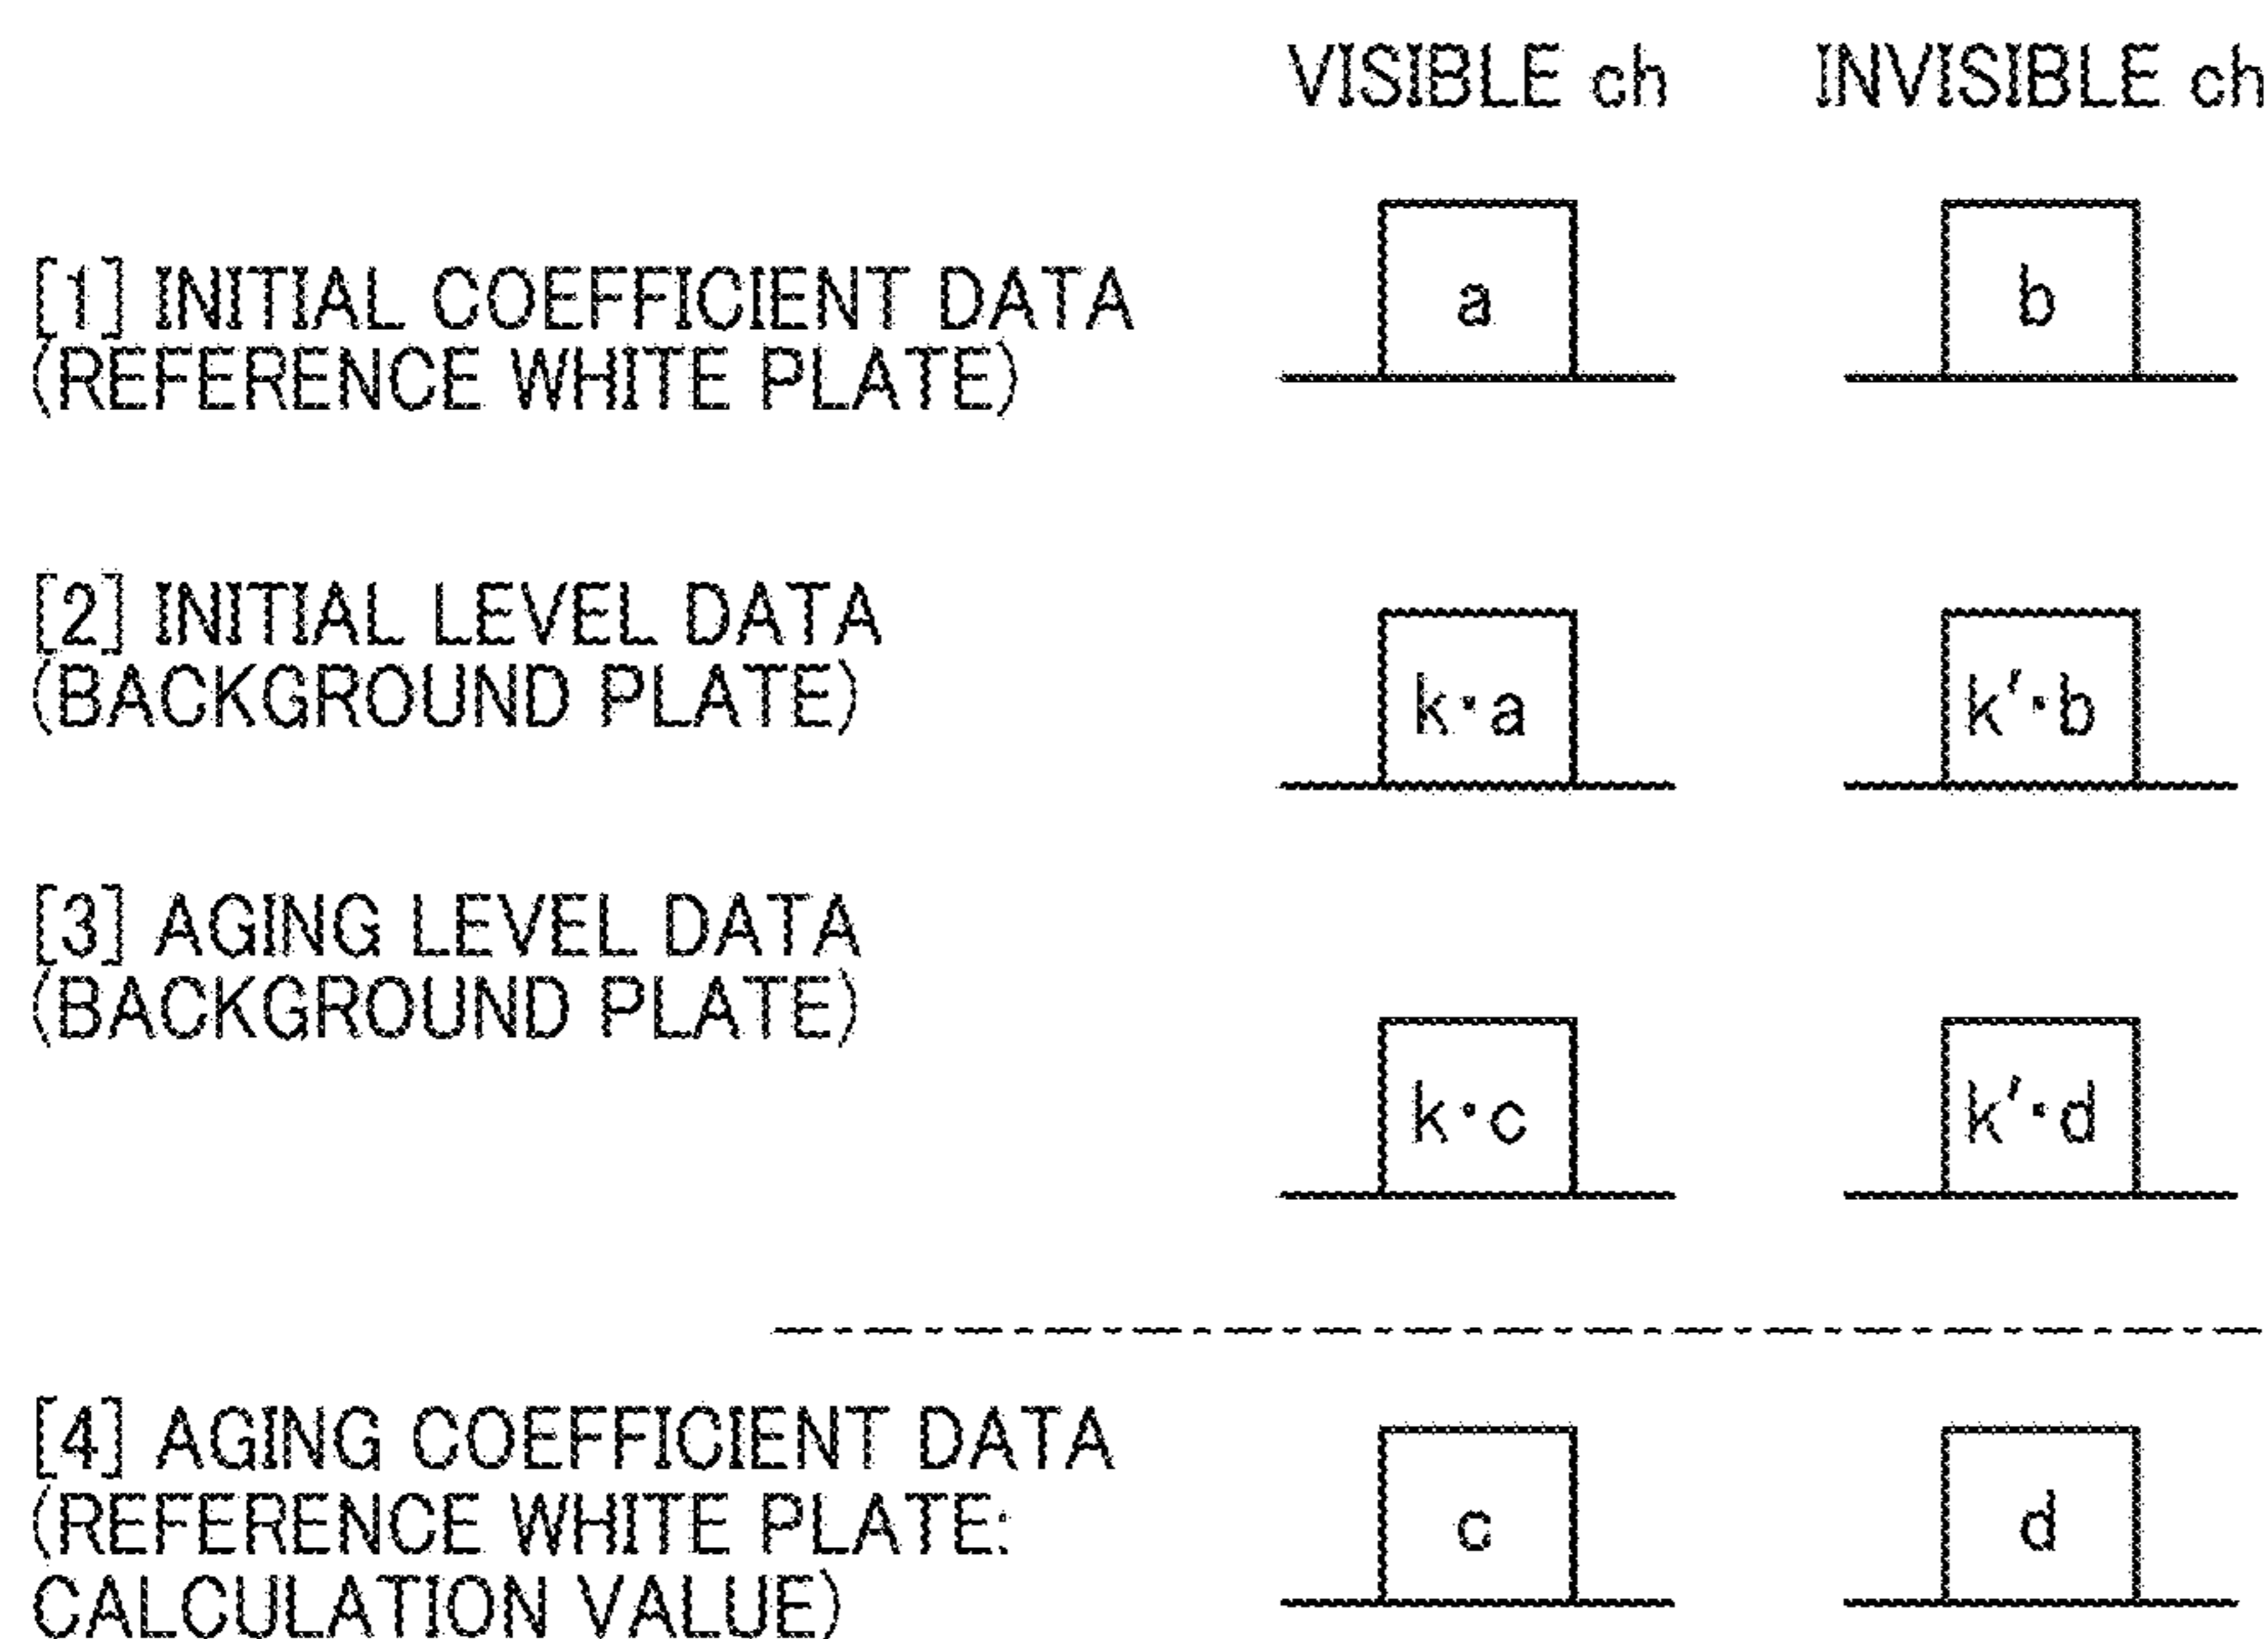 VISIBLE ch INVISIBLE ch
[1] INITIAL COEFFICIENT DATA
(REFERENCE WHITE PLATE)
a b
[2] INITIAL LEVEL DATA
(BACKGROUND PLATE)
k·a k′·b
[3] AGING LEVEL DATA
(BACKGROUND PLATE)
k·c k′·d
[4] AGING COEFFICIENT DATA
(REFERENCE WHITE PLATE:
CALCULATION VALUE)
c d